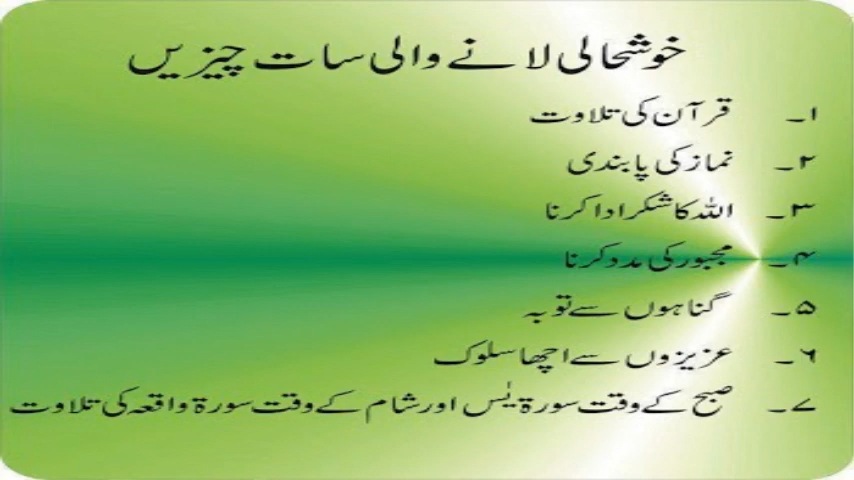 خوشحالی لانے والی سات چیزیں
۱۔ قرآن کی تلاوت
۲۔ نماز کی پابندی
۳۔ اللہ کا شکر ادا کرنا
۴۔ مجبور کی مدد کرنا
۵۔ گناہوں سے توبہ
۶۔ عزیزوں سے اچھا سلوک
۷۔ صبح کے وقت سورۃ یٰس اور شام کے وقت سورۃ واقعہ کی تلاوت